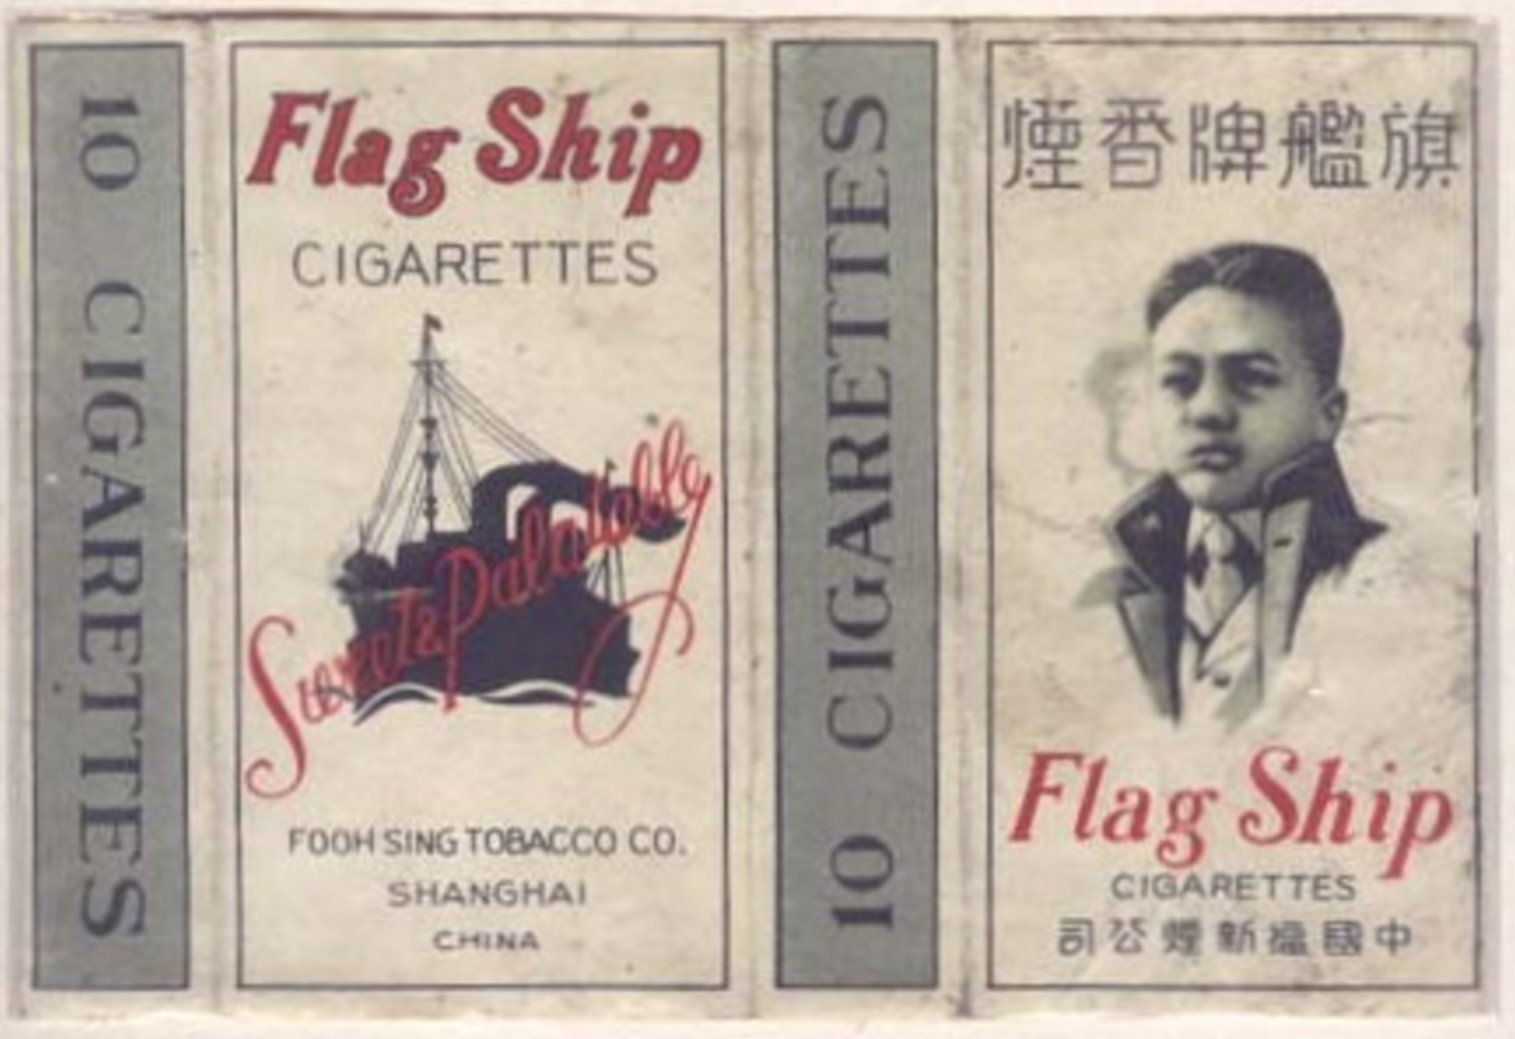 10 CIGARETTES
Flag Ship
CIGARETTES
Sweet & Palatable
FOOH SING TOBACCO CO.
SHANGHAI
CHINA
10 CIGARETTES
旗艦牌香煙
Flag Ship
CIGARETTES
中國福新煙公司